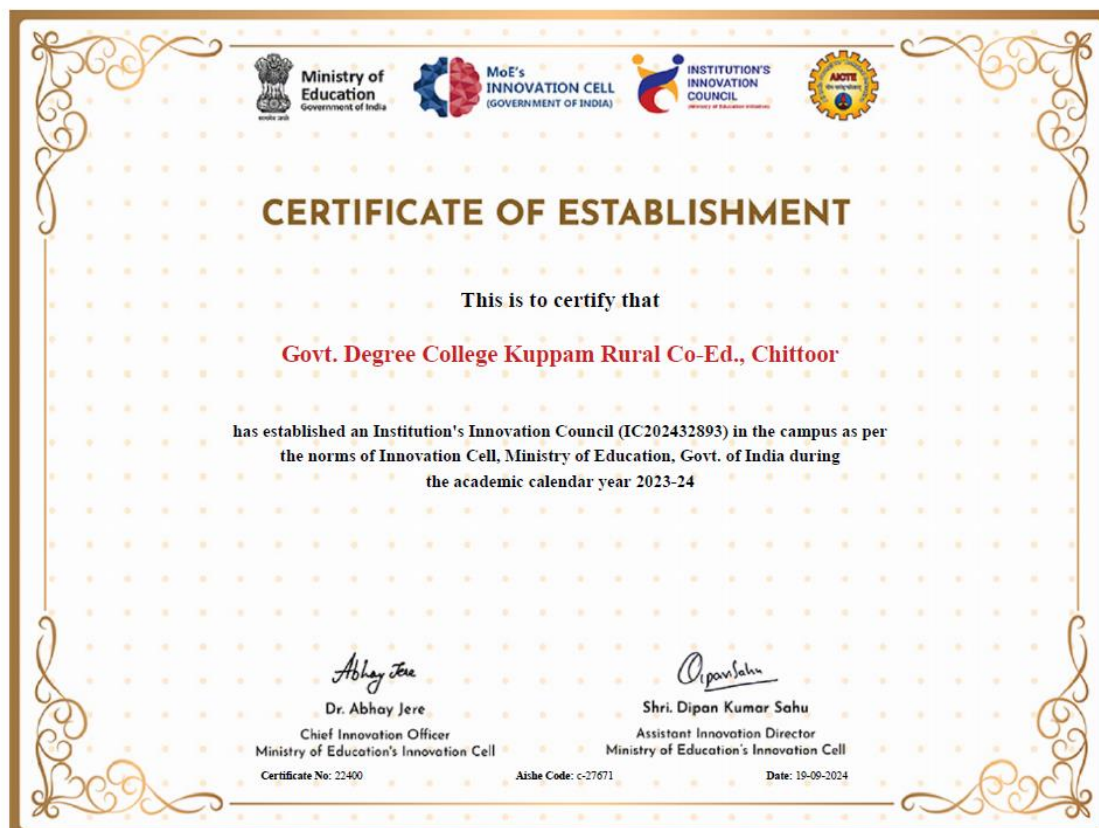 Ministry of
Education
Government of India
MoE's
INNOVATION CELL
(GOVERNMENT OF INDIA)
INSTITUTION'S
INNOVATION
COUNCIL
(Ministry of Education Initiative)
AICTE
CERTIFICATE OF ESTABLISHMENT
This is to certify that
Govt. Degree College Kuppam Rural Co-Ed., Chittoor
has established an Institution's Innovation Council (IC202432893) in the campus as per
the norms of Innovation Cell, Ministry of Education, Govt. of India during
the academic calendar year 2023-24
Abhay Jere
Dipan Sahu
Dr. Abhay Jere
Shri. Dipan Kumar Sahu
Chief Innovation Officer
Assistant Innovation Director
Ministry of Education's Innovation Cell
Ministry of Education's Innovation Cell
Certificate No: 22400
Aishe Code: c-27671
Date: 19-09-2024